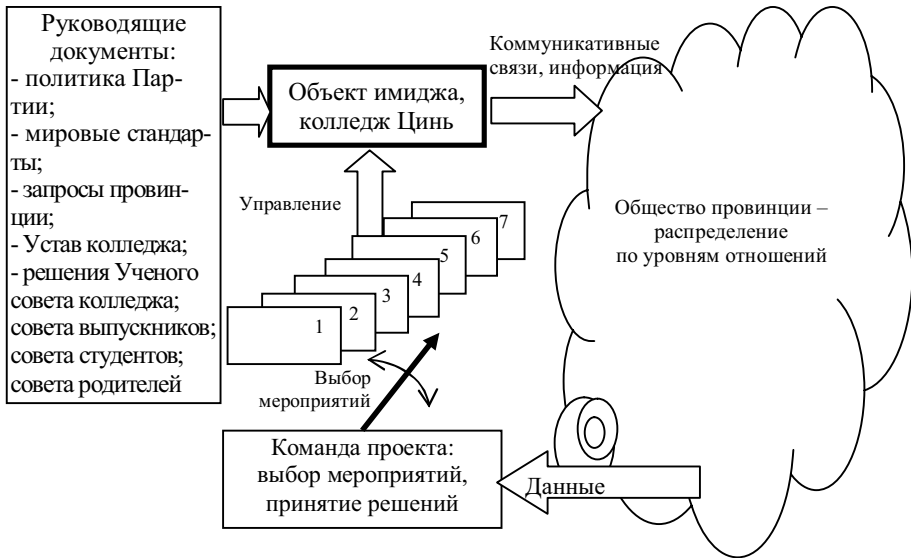 Руководящие
документы:
- политика Пар-
тии;
- мировые стандар-
ты;
- запросы провин-
ции;
- Устав колледжа;
- решения Ученого
совета колледжа;
совета выпускников;
совета студентов;
совета родителей
Объект имиджа,
колледж Цинь
Коммуникативные
связи, информация
Управление
Общество провинции –
распределение
по уровням отношений
7
6
5
4
3
2
1
Выбор
мероприятий
Команда проекта:
выбор мероприятий,
принятие решений
Данные